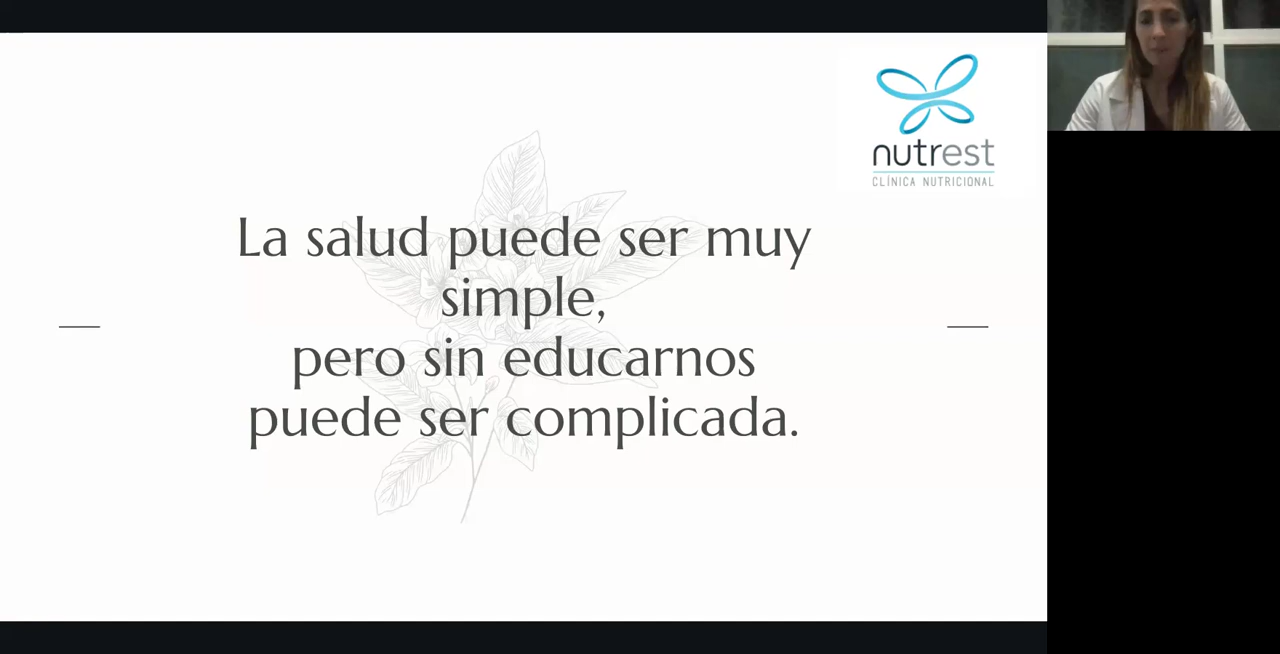 nutrest
CLÍNICA NUTRICIONAL
La salud puede ser muy
simple,
pero sin educarnos
puede ser complicada.